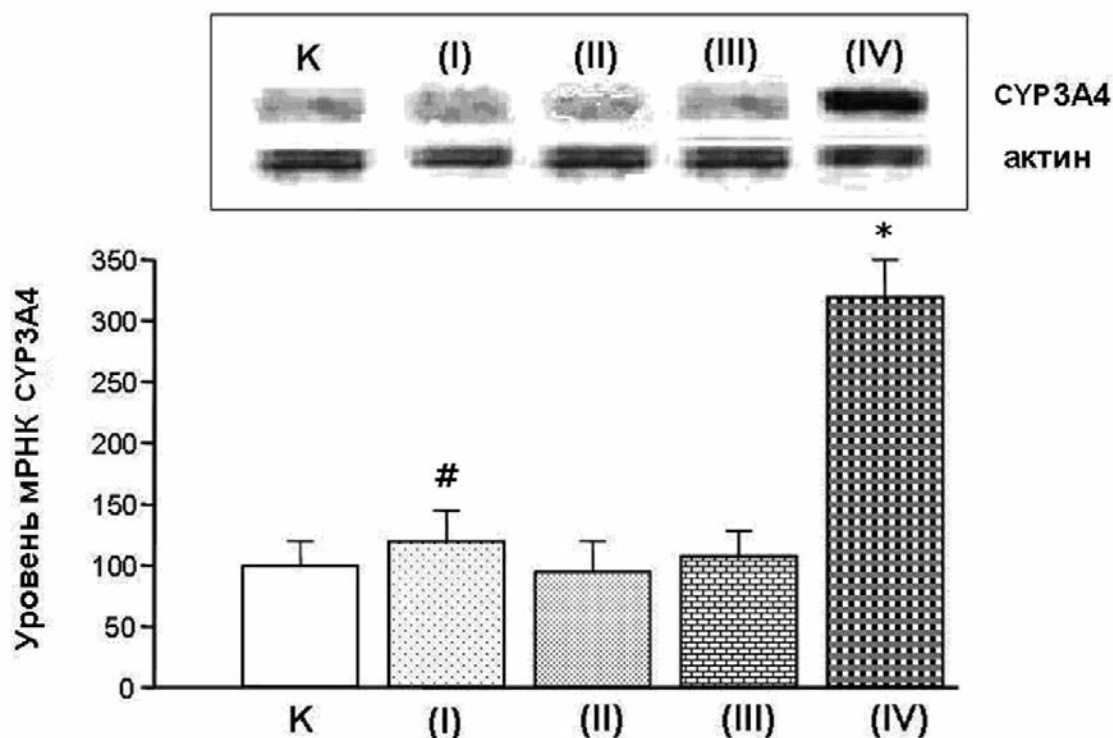 К (I) (II) (III) (IV)
CYP3A4
актин
*
350
300
250
200
150
100
50
0
#
Уровень мРНК CYP3A4
К (I) (II) (III) (IV)